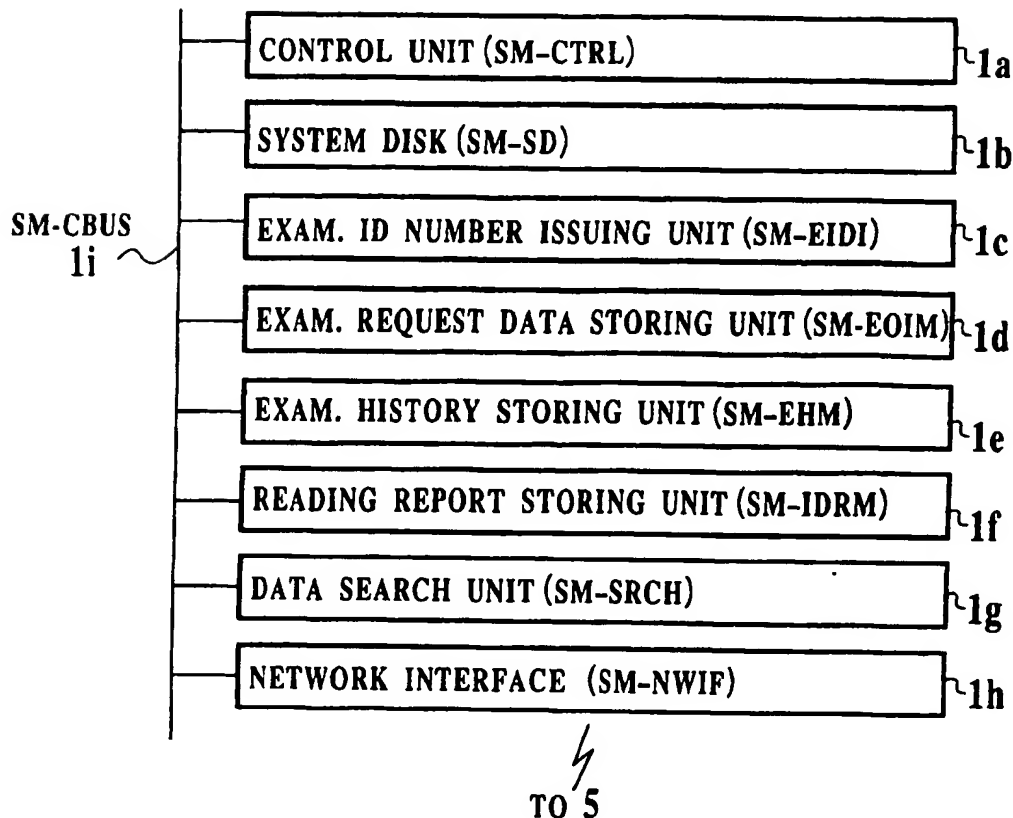 CONTROL UNIT (SM-CTRL)
1a
SYSTEM DISK (SM-SD)
1b
SM-CBUS
1i
EXAM. ID NUMBER ISSUING UNIT (SM-EIDI)
1c
EXAM. REQUEST DATA STORING UNIT (SM-EOIM)
1d
EXAM. HISTORY STORING UNIT (SM-EHM)
1e
READING REPORT STORING UNIT (SM-IDRM)
1f
DATA SEARCH UNIT (SM-SRCH)
1g
NETWORK INTERFACE (SM-NWIF)
1h
TO 5